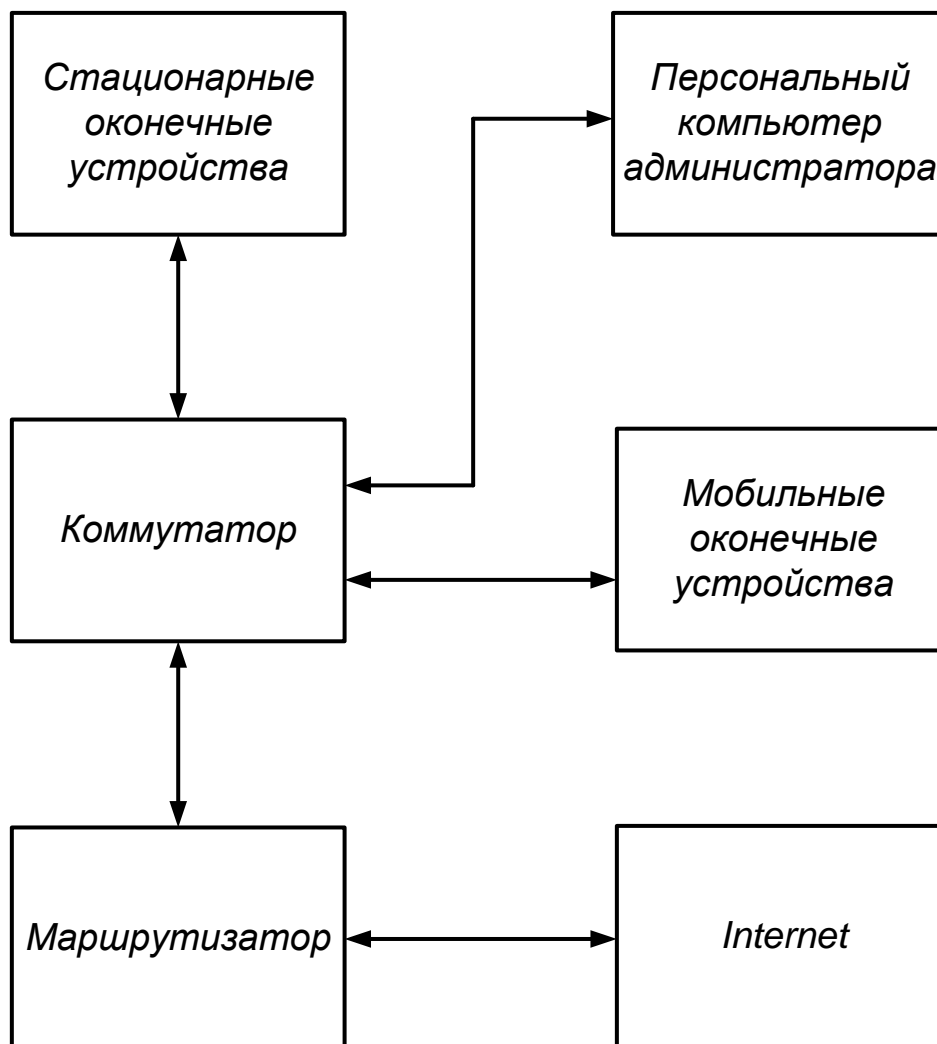 Стационарные
оконечные
устройства
Персональный
компьютер
администратора
Коммутатор
Мобильные
оконечные
устройства
Маршрутизатор
Internet